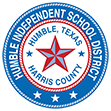 HUMBLE INDEPENDENT SCHOOL DISTRICT
HUMBLE, TEXAS
HARRIS COUNTY